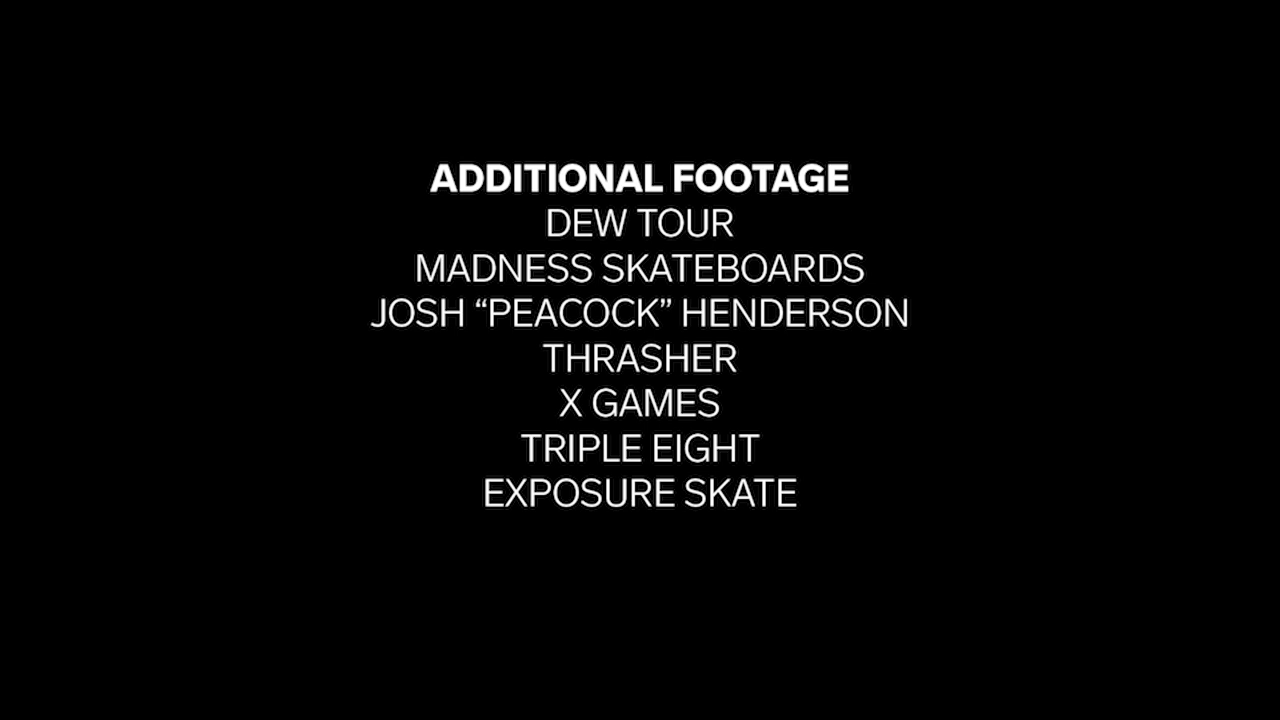 ADDITIONAL FOOTAGE
DEW TOUR
MADNESS SKATEBOARDS
JOSH “PEACOCK” HENDERSON
THRASHER
X GAMES
TRIPLE EIGHT
EXPOSURE SKATE